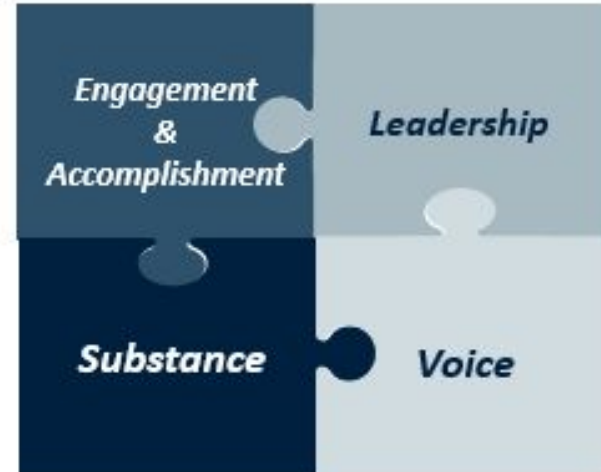 Engagement
&
Accomplishment
Leadership
Substance
Voice